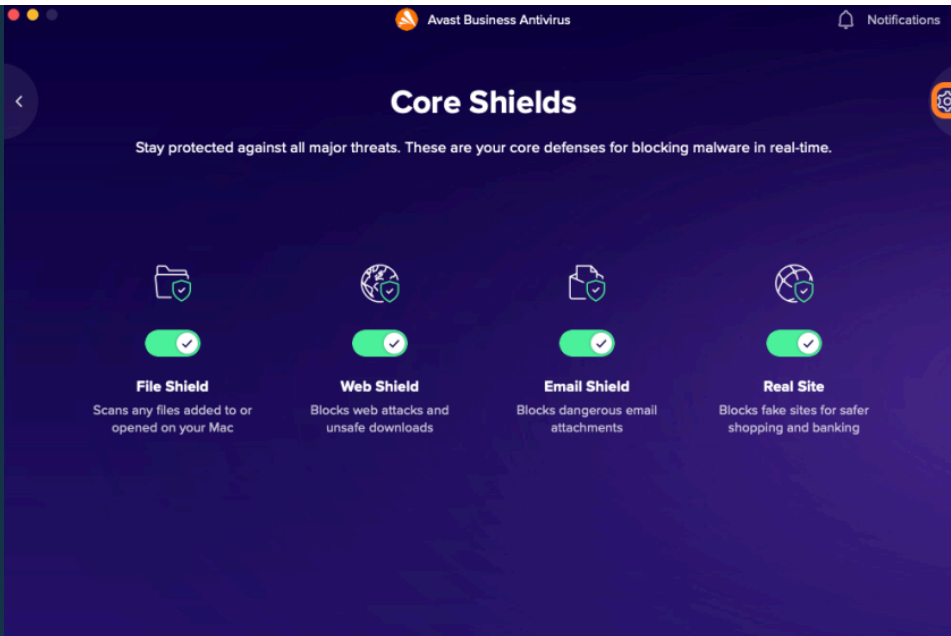 Avast Business Antivirus
Notifications
Core Shields
Stay protected against all major threats. These are your core defenses for blocking malware in real-time.
File Shield
Scans any files added to or
opened on your Mac
Web Shield
Blocks web attacks and
unsafe downloads
Email Shield
Blocks dangerous email
attachments
Real Site
Blocks fake sites for safer
shopping and banking